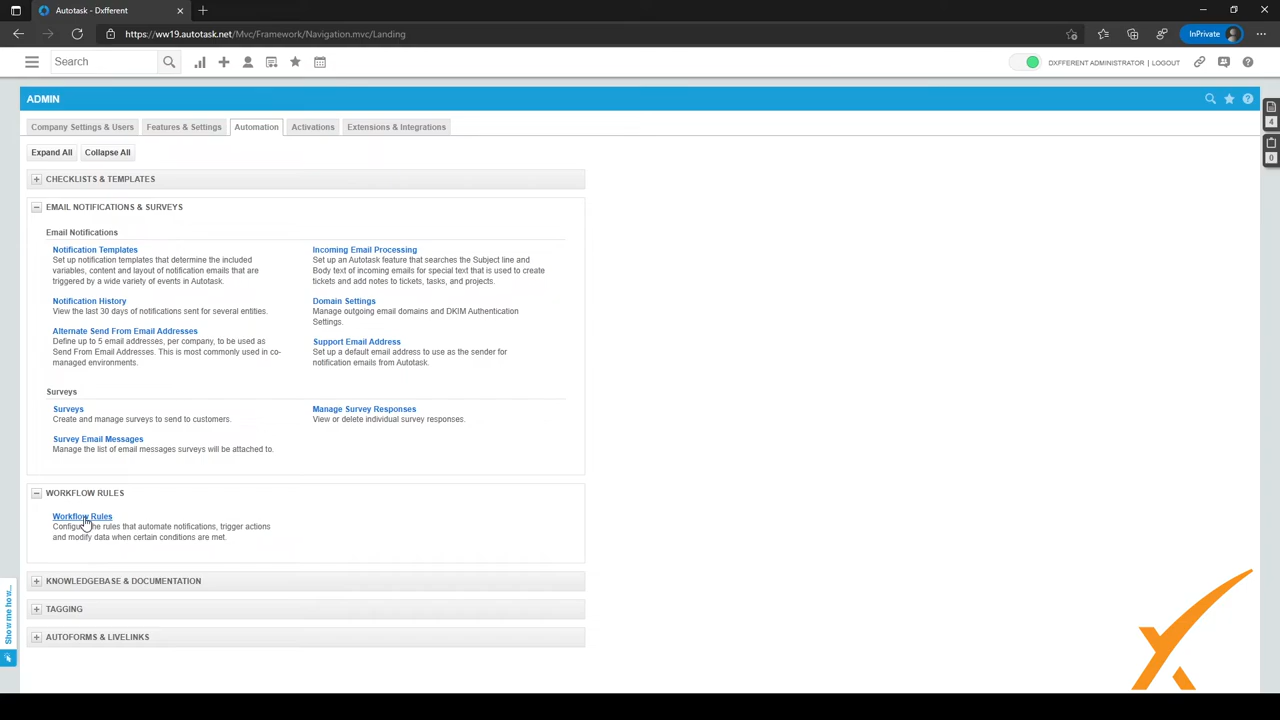 Autotask - Dxfferent
https://ww19.autotask.net/Mvc/Framework/Navigation.mvc/Landing
InPrivate
Search
DXFFERENT ADMINISTRATOR | LOGOUT
ADMIN
4
0
Company Settings & Users
Features & Settings
Automation
Activations
Extensions & Integrations
Expand All
Collapse All
CHECKLISTS & TEMPLATES
EMAIL NOTIFICATIONS & SURVEYS
Email Notifications
Notification Templates
Set up notification templates that determine the included
variables, content and layout of notification emails that are
triggered by a wide variety of events in Autotask.
Notification History
View the last 30 days of notifications sent for several entities.
Alternate Send From Email Addresses
Define up to 5 email addresses, per company, to be used as
Send From Email Addresses. This is most commonly used in co-
managed environments.
Incoming Email Processing
Set up an Autotask feature that searches the Subject line and
Body text of incoming emails for special text that is used to create
tickets and add notes to tickets, tasks, and projects.
Domain Settings
Manage outgoing email domains and DKIM Authentication
Settings.
Support Email Address
Set up a default email address to use as the sender for
notification emails from Autotask.
Surveys
Surveys
Create and manage surveys to send to customers.
Survey Email Messages
Manage the list of email messages surveys will be attached to.
Manage Survey Responses
View or delete individual survey responses.
WORKFLOW RULES
Workflow Rules
Configure the rules that automate notifications, trigger actions
and modify data when certain conditions are met.
KNOWLEDGEBASE & DOCUMENTATION
TAGGING
AUTOFORMS & LIVELINKS
Show me how...